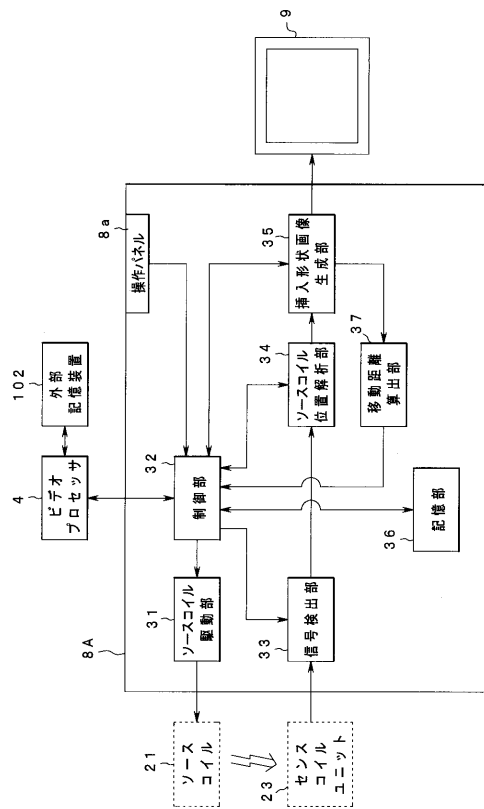 4
ビデオ
プロセッサ
102
外部
記憶装置
8A
8a
操作パネル
9
21
ソース
コイル
31
ソースコイル
駆動部
32
制御部
35
挿入形状画像
生成部
34
ソースコイル
位置解析部
37
移動距離
算出部
23
センス
コイル
ユニット
33
信号検出部
36
記憶部